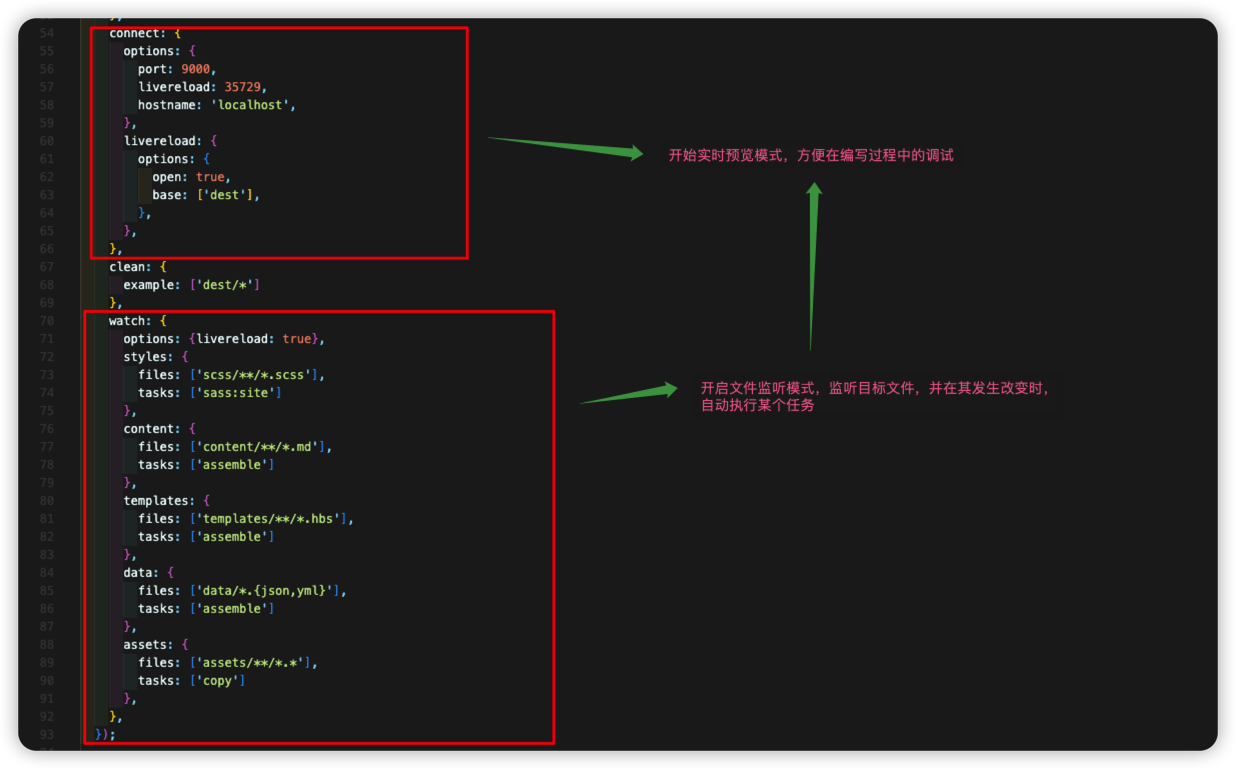 54 connect: {
55 options: {
56 port: 9000,
57 livereload: 35729,
58 hostname: 'localhost',
59 },
60 livereload: {
61 options: {
62 open: true,
63 base: ['dest'],
64 },
65 },
66 },
67 clean: {
68 example: ['dest/*']
69 },
70 watch: {
71 options: {livereload: true},
72 styles: {
73 files: ['scss/**/*.scss'],
74 tasks: ['sass:site']
75 },
76 content: {
77 files: ['content/**/*.md'],
78 tasks: ['assemble']
79 },
80 templates: {
81 files: ['templates/**/*.hbs'],
82 tasks: ['assemble']
83 },
84 data: {
85 files: ['data/*.{json,yml}'],
86 tasks: ['assemble']
87 },
88 assets: {
89 files: ['assets/**/*.*'],
90 tasks: ['copy']
91 },
92 },
93 });
开始实时预览模式，方便在编写过程中的调试
开启文件监听模式，监听目标文件，并在其发生改变时，
自动执行某个任务